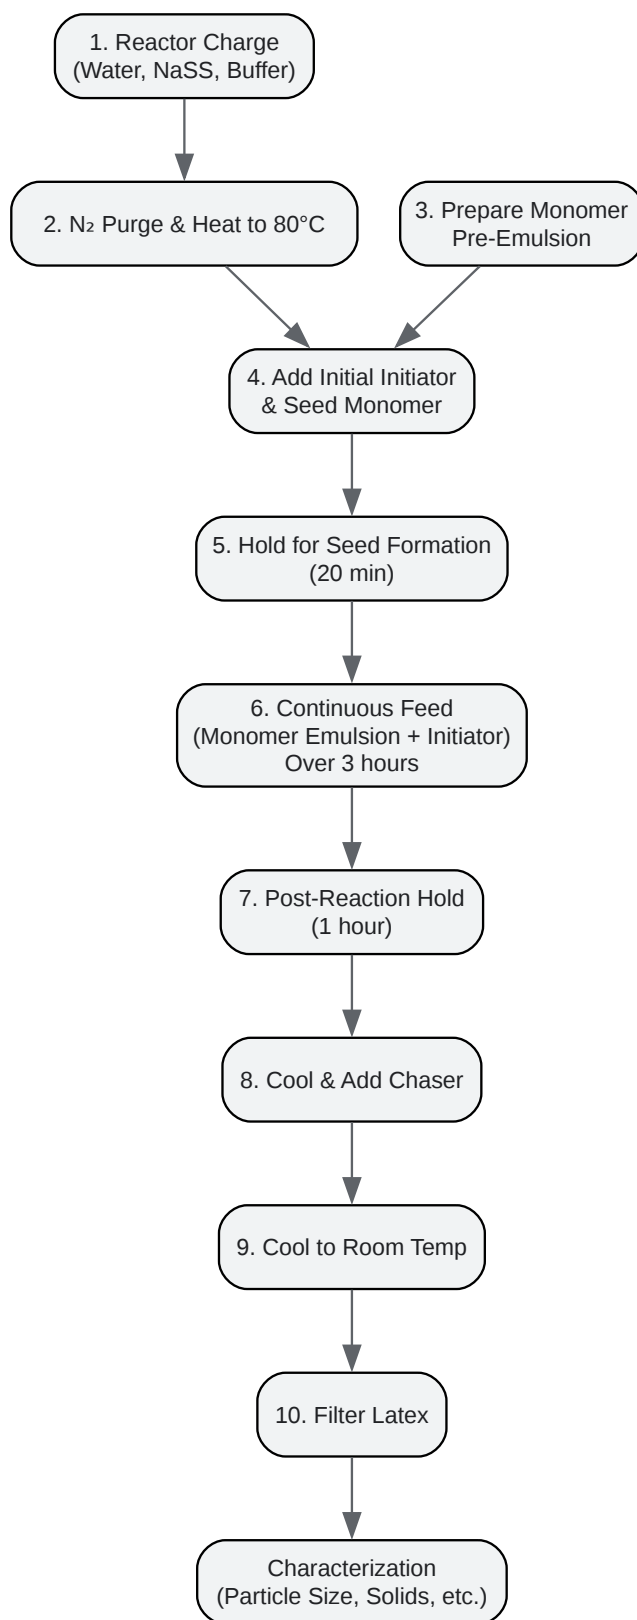 1. Reactor Charge
(Water, NaSS, Buffer)
2. N₂ Purge & Heat to 80°C
3. Prepare Monomer
Pre-Emulsion
4. Add Initial Initiator
& Seed Monomer
5. Hold for Seed Formation
(20 min)
6. Continuous Feed
(Monomer Emulsion + Initiator)
Over 3 hours
7. Post-Reaction Hold
(1 hour)
8. Cool & Add Chaser
9. Cool to Room Temp
10. Filter Latex
Characterization
(Particle Size, Solids, etc.)